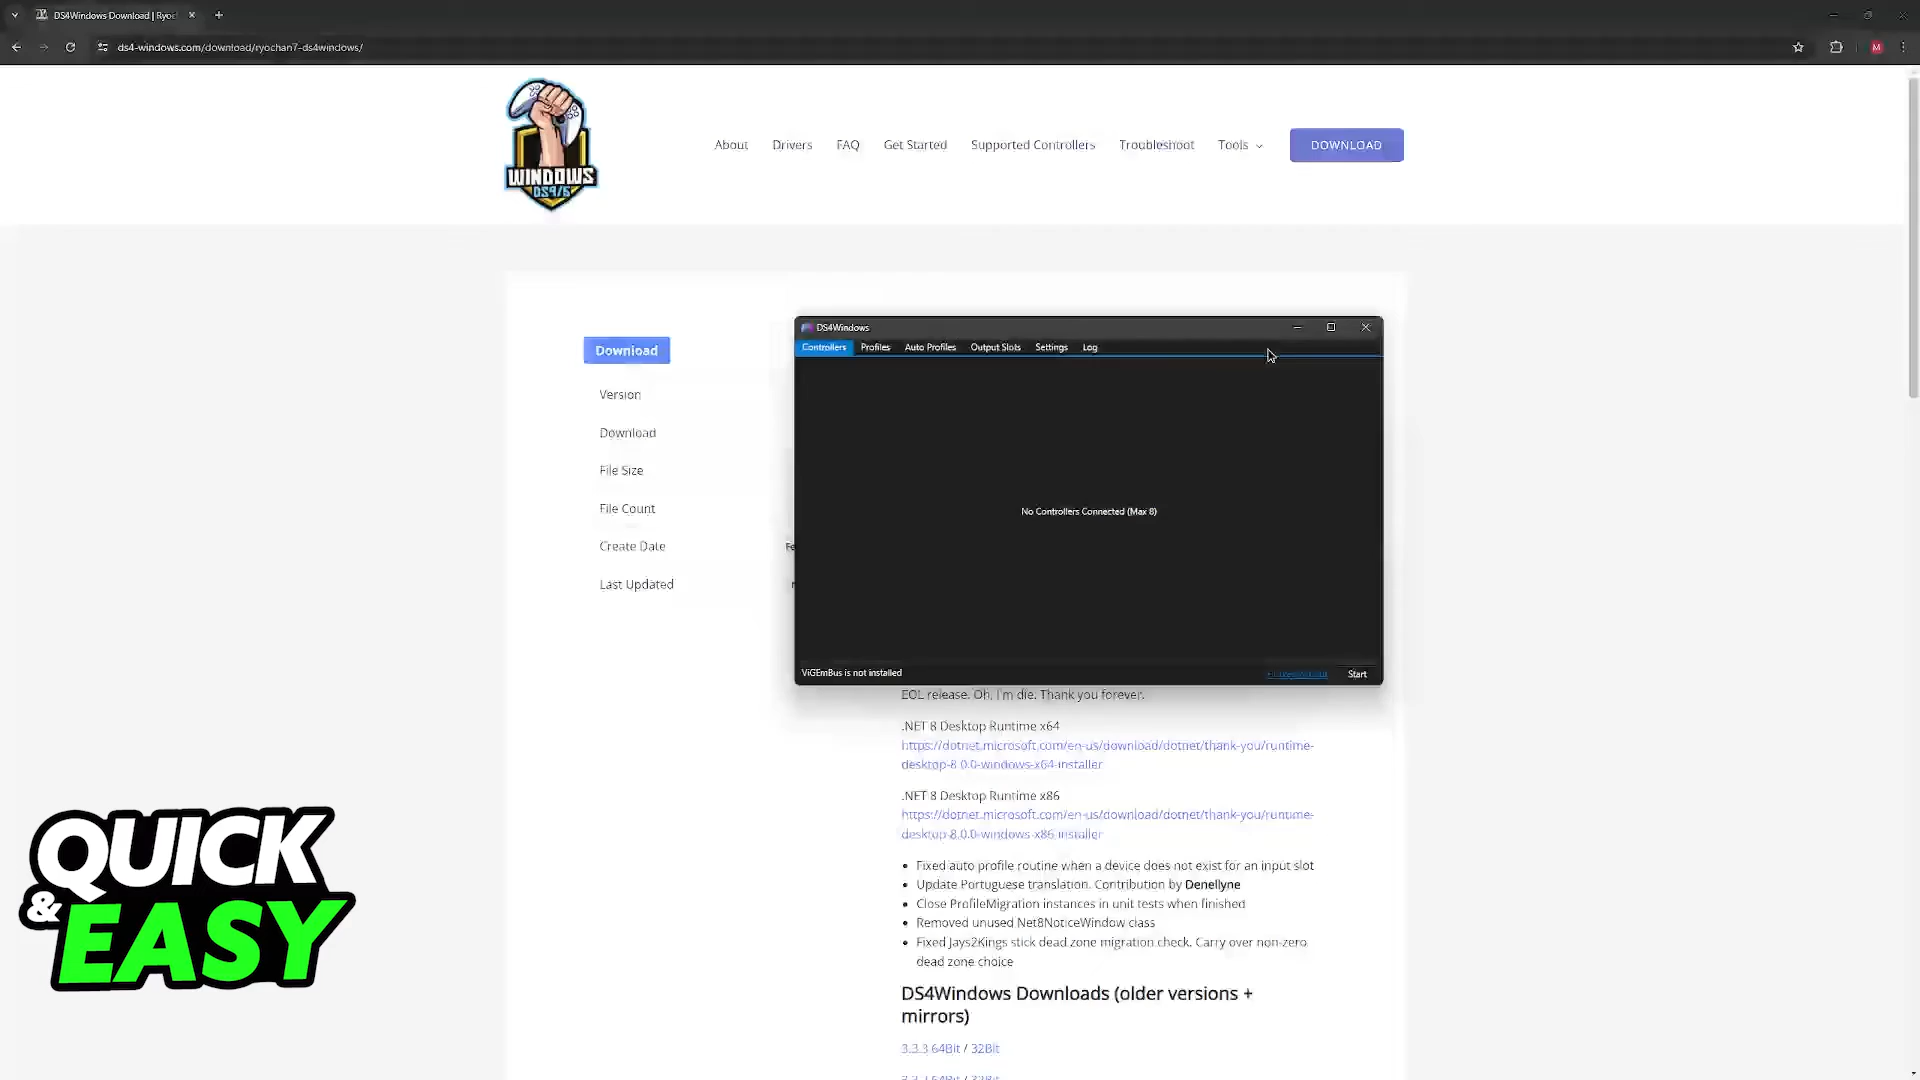 DS4Windows Download | Ryoc
ds4-windows.com/download/ryochan7-ds4windows/
M
WINDOWS
DS4/5
About
Drivers
FAQ
Get Started
Supported Controllers
Troubleshoot
Tools
DOWNLOAD
Download
Version
Download
File Size
File Count
Create Date
Fe
Last Updated
DS4Windows
Controllers
Profiles
Auto Profiles
Output Slots
Settings
Log
No Controllers Connected (Max 8)
ViGEmBus is not installed
Start
EOL release. Oh, I'm die. Thank you forever.
.NET 8 Desktop Runtime x64
https://dotnet.microsoft.com/en-us/download/dotnet/thank-you/runtime-
desktop-8.0.0-windows-x64-installer
.NET 8 Desktop Runtime x86
https://dotnet.microsoft.com/en-us/download/dotnet/thank-you/runtime-
desktop-8.0.0-windows-x86-installer
Fixed auto profile routine when a device does not exist for an input slot
Update Portuguese translation. Contribution by Denellyne
Close ProfileMigration instances in unit tests when finished
Removed unused Net8NoticeWindow class
Fixed Jays2Kings stick dead zone migration check. Carry over non-zero
dead zone choice
DS4Windows Downloads (older versions +
mirrors)
3.3.3 64Bit / 32Bit
QUICK
& EASY